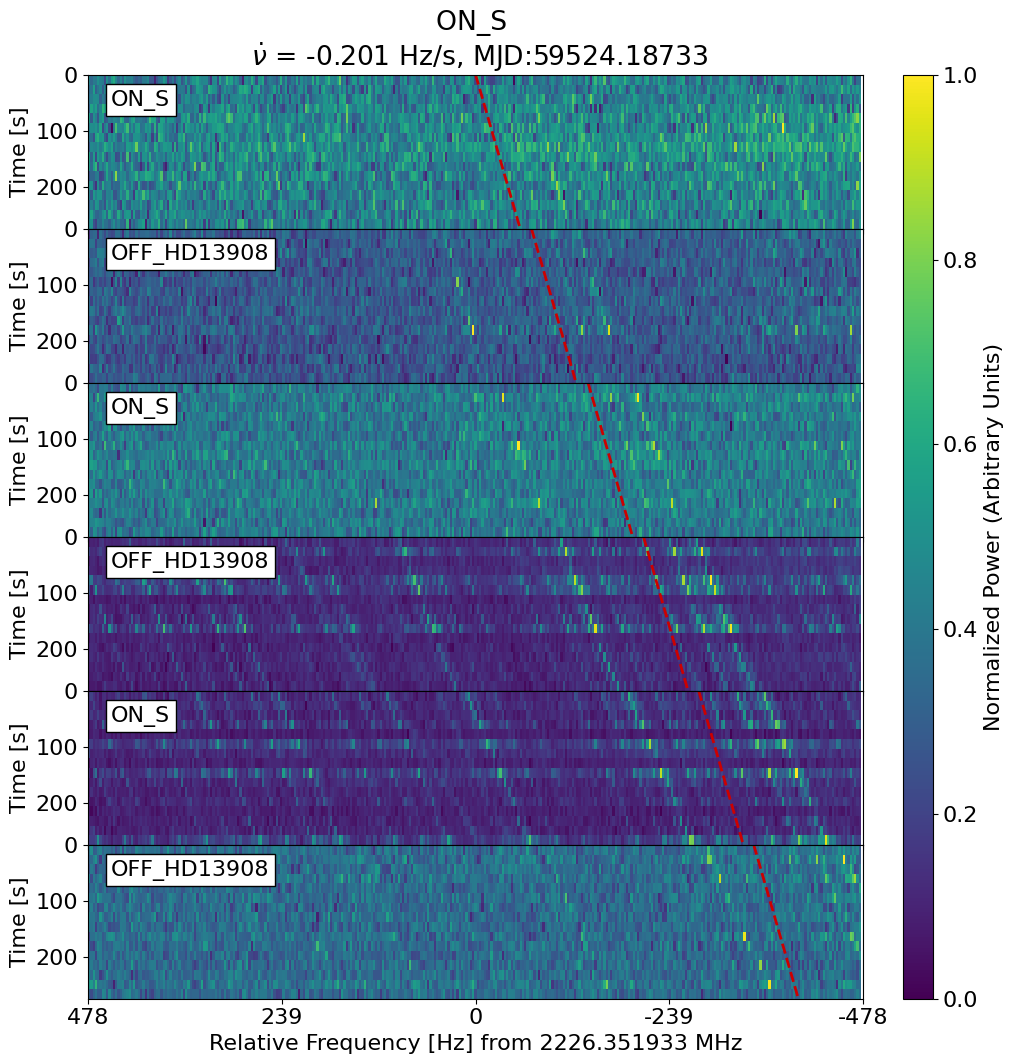 ON_S
ν̇ = -0.201 Hz/s, MJD:59524.18733
0
100
200
Time [s]
ON_S
0
100
200
Time [s]
OFF_HD13908
0
100
200
Time [s]
ON_S
0
100
200
Time [s]
OFF_HD13908
0
100
200
Time [s]
ON_S
0
100
200
Time [s]
OFF_HD13908
478 239 0 -239 -478
Relative Frequency [Hz] from 2226.351933 MHz
1.0
0.8
0.6
0.4
0.2
0.0
Normalized Power (Arbitrary Units)